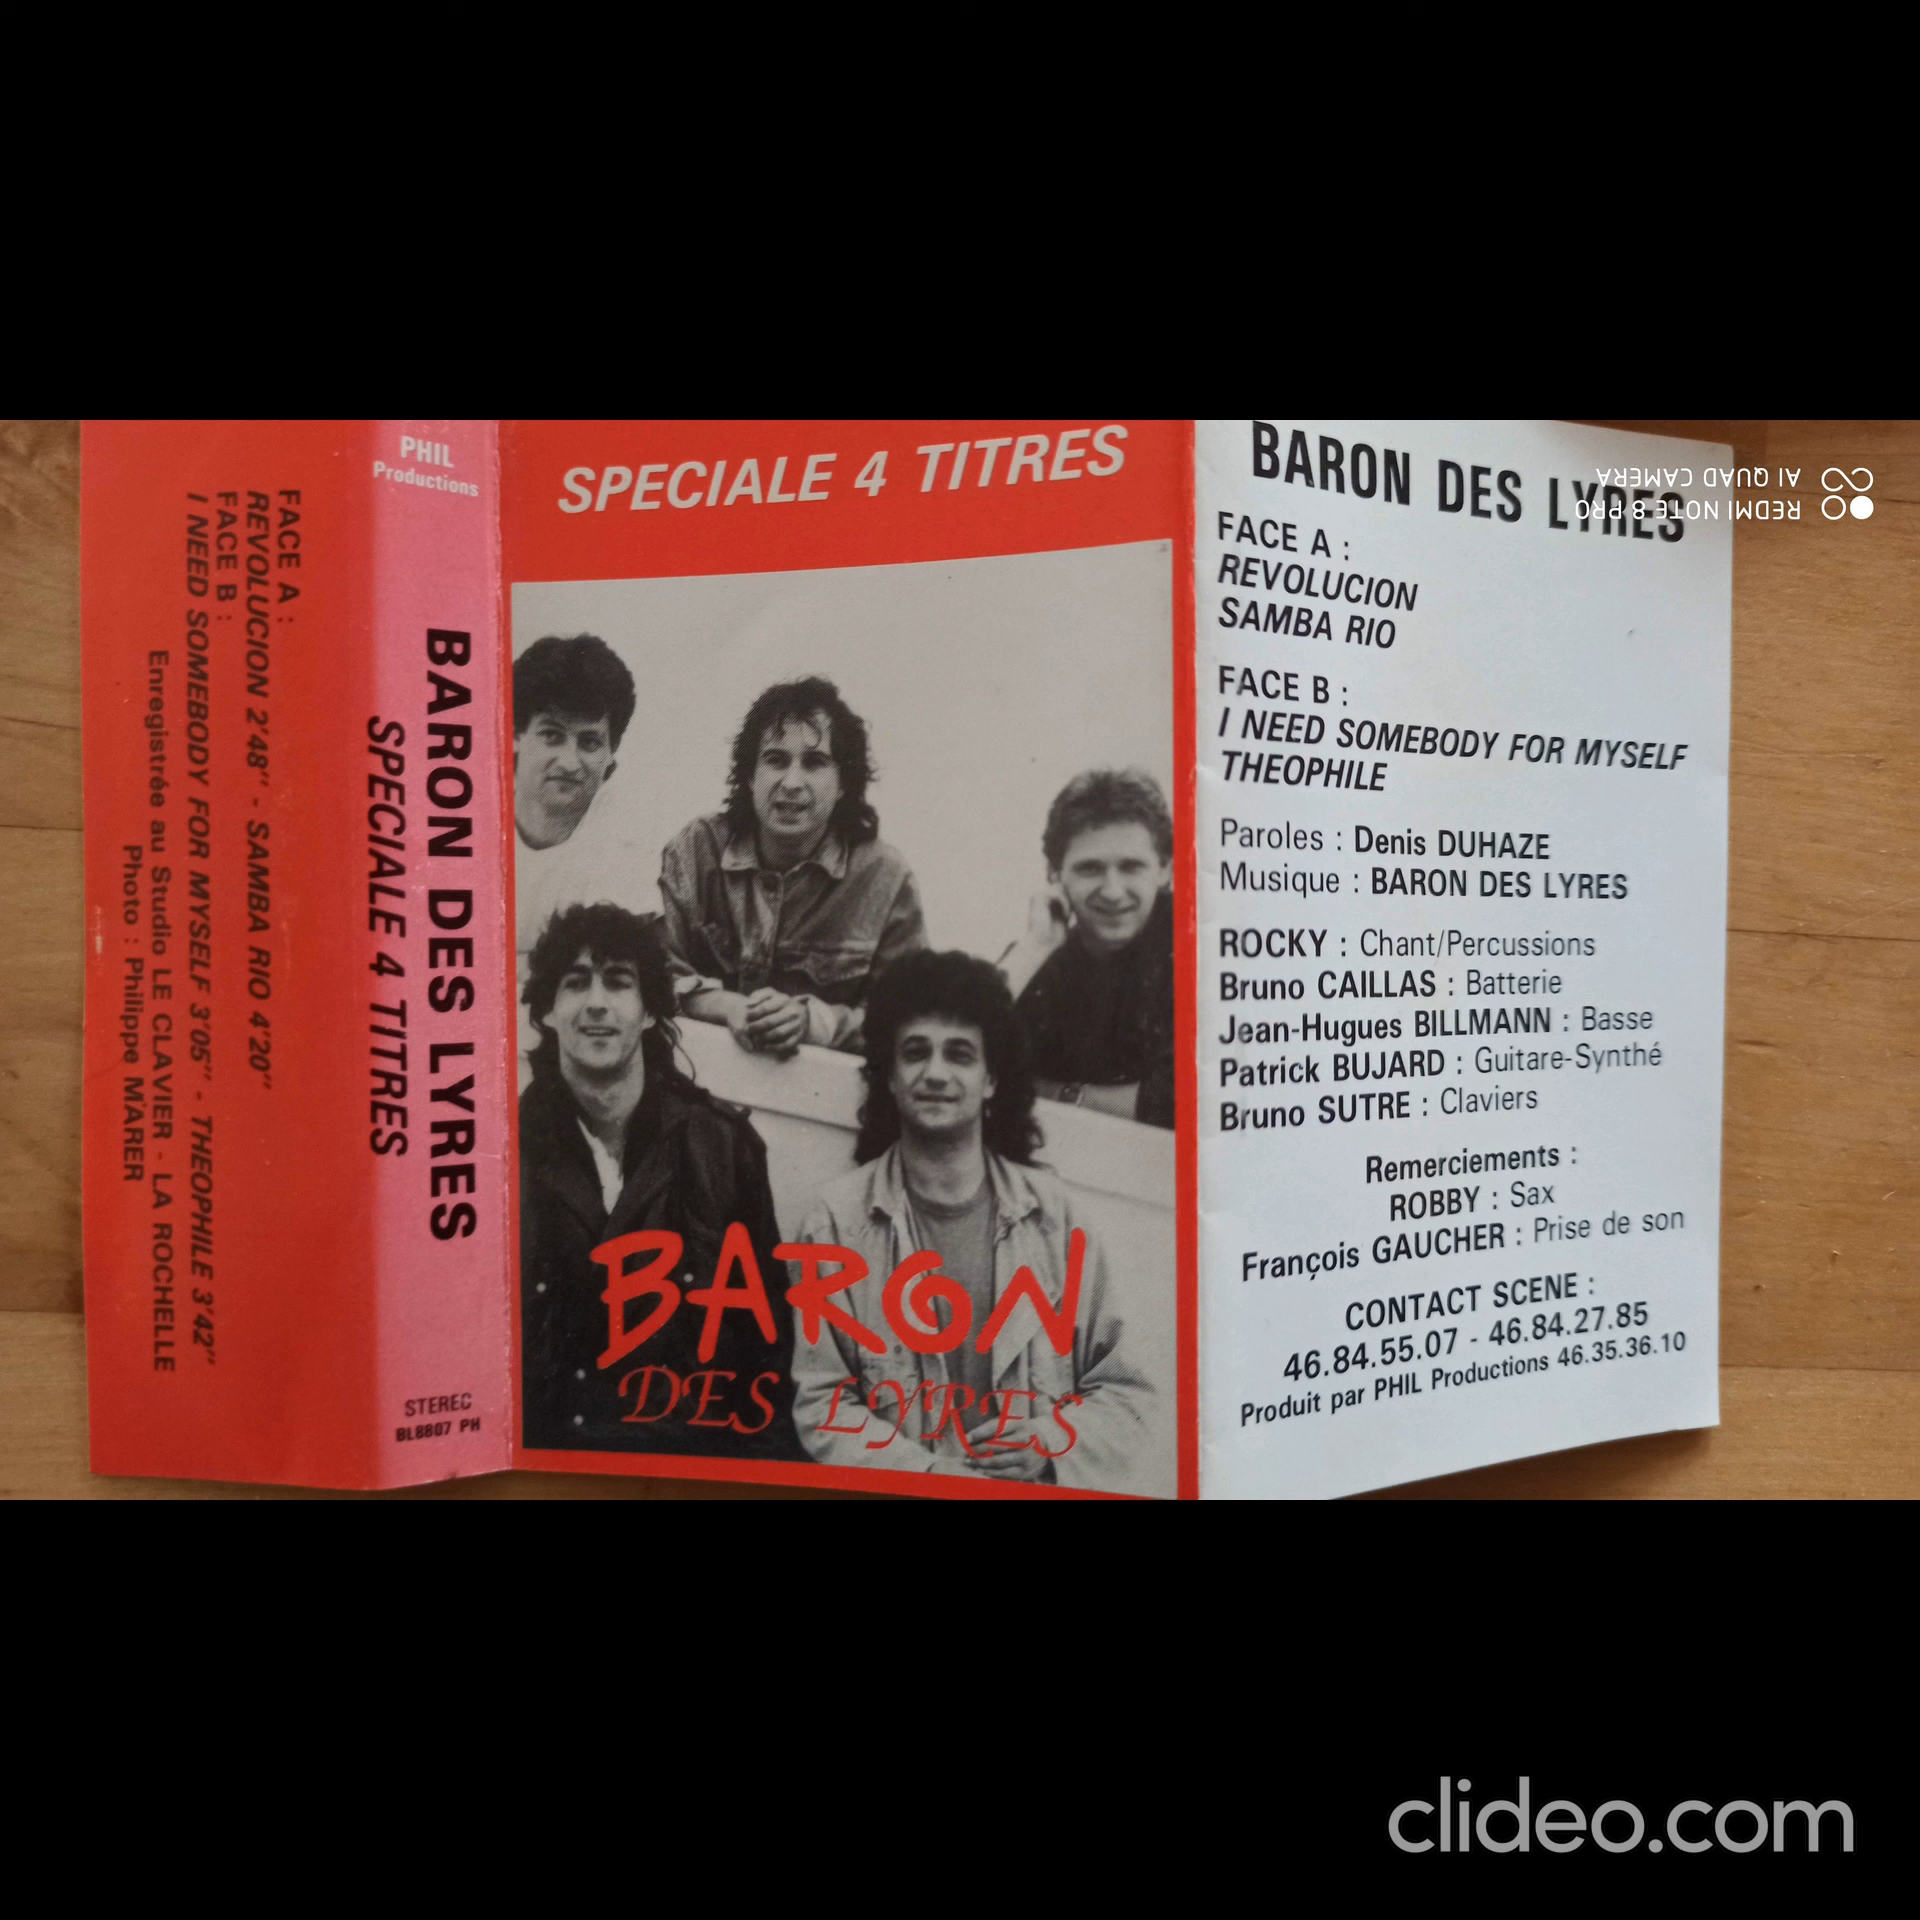 FACE A :
REVOLUCION 2'48" - SAMBA RIO 4'20"
FACE B :
I NEED SOMEBODY FOR MYSELF 3'05" - THEOPHILE 3'42"
Enregistrée au Studio LE CLAVIER - LA ROCHELLE
Photo : Philippe MARER
PHIL
Productions
BARON DES LYRES
SPECIALE 4 TITRES
STEREO
BL8807 PH
SPECIALE 4 TITRES
BARON
DES LYRES
BARON DES LYRES
FACE A :
REVOLUCION
SAMBA RIO
FACE B :
I NEED SOMEBODY FOR MYSELF
THEOPHILE
Paroles : Denis DUHAZE
Musique : BARON DES LYRES
ROCKY : Chant/Percussions
Bruno CAILLAS : Batterie
Jean-Hugues BILLMANN : Basse
Patrick BUJARD : Guitare-Synthé
Bruno SUTRE : Claviers
Remerciements :
ROBBY : Sax
François GAUCHER : Prise de son
CONTACT SCENE :
46.84.55.07 - 46.84.27.85
Produit par PHIL Productions 46.35.36.10
REDMI NOTE 8 PRO
AI QUAD CAMERA
clideo.com